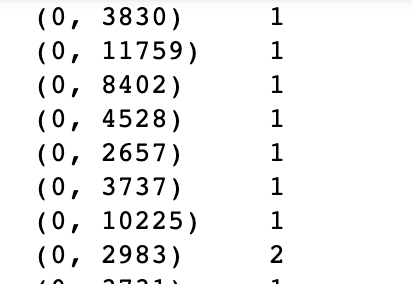 (0, 3830) 1
(0, 11759) 1
(0, 8402) 1
(0, 4528) 1
(0, 2657) 1
(0, 3737) 1
(0, 10225) 1
(0, 2983) 2